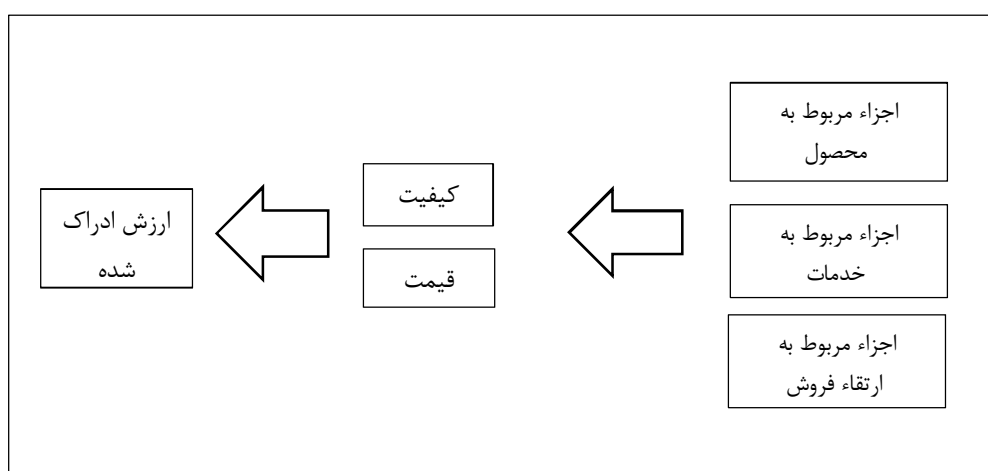 اجزاء مربوط به
محصول
اجزاء مربوط به
خدمات
اجزاء مربوط به
ارتقاء فروش
کیفیت
قیمت
ارزش ادراک
شده